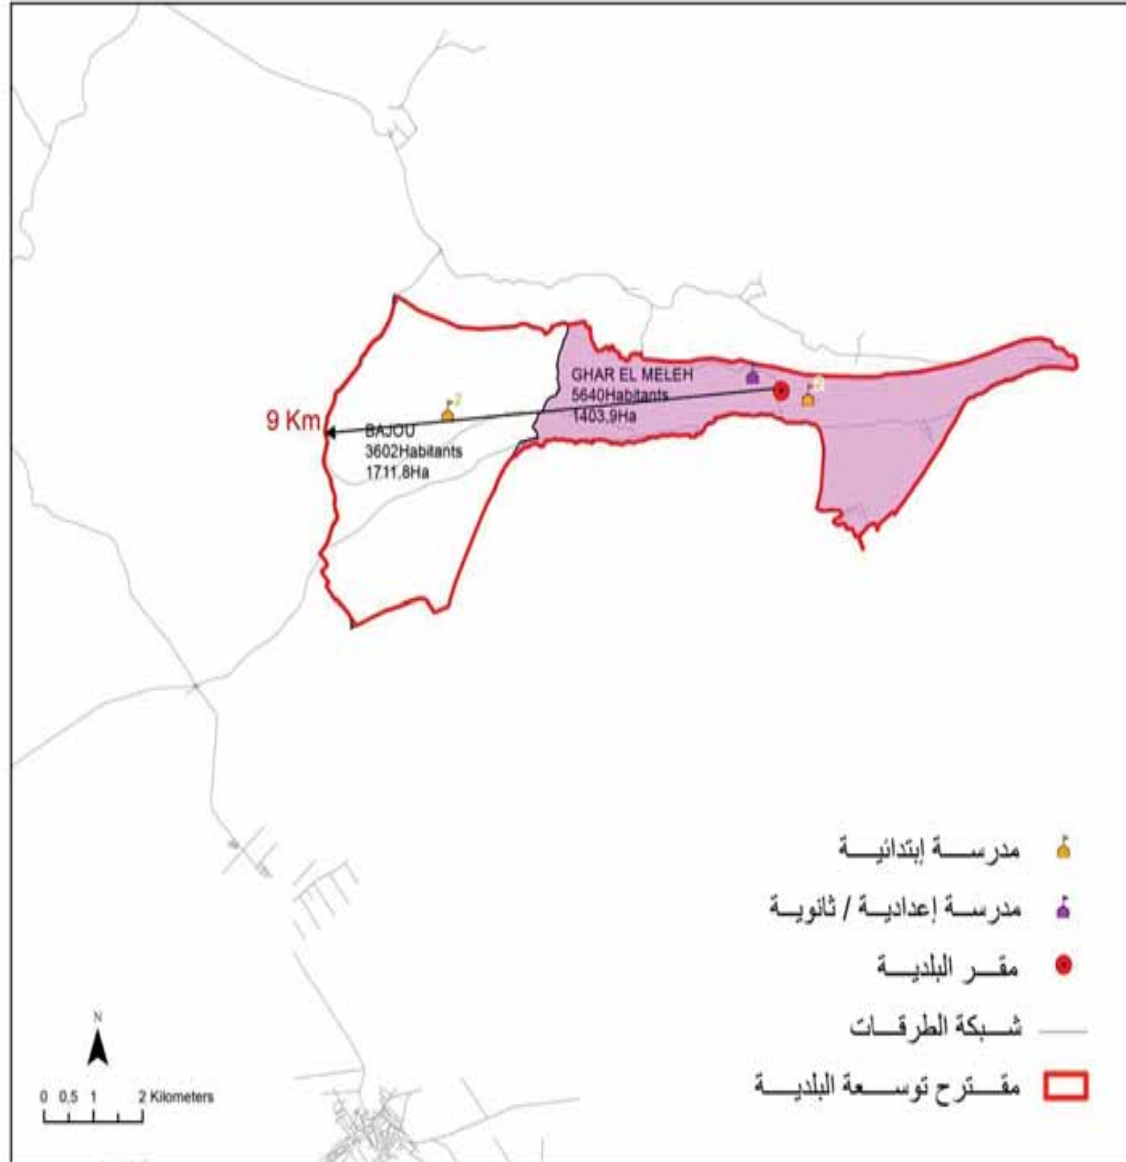 GHAR EL MELEH
5640Habitants
1403,9Ha
9 Km
BAJOU
3602Habitants
1711,8Ha
2
مدرســة إبتدائيــة
مدرســة إعداديــة / ثانويــة
مقــر البلديــة
شــبكة الطرقــات
مقــترح توســعة البلديــة
N
0 0.5 1 2 Kilometers